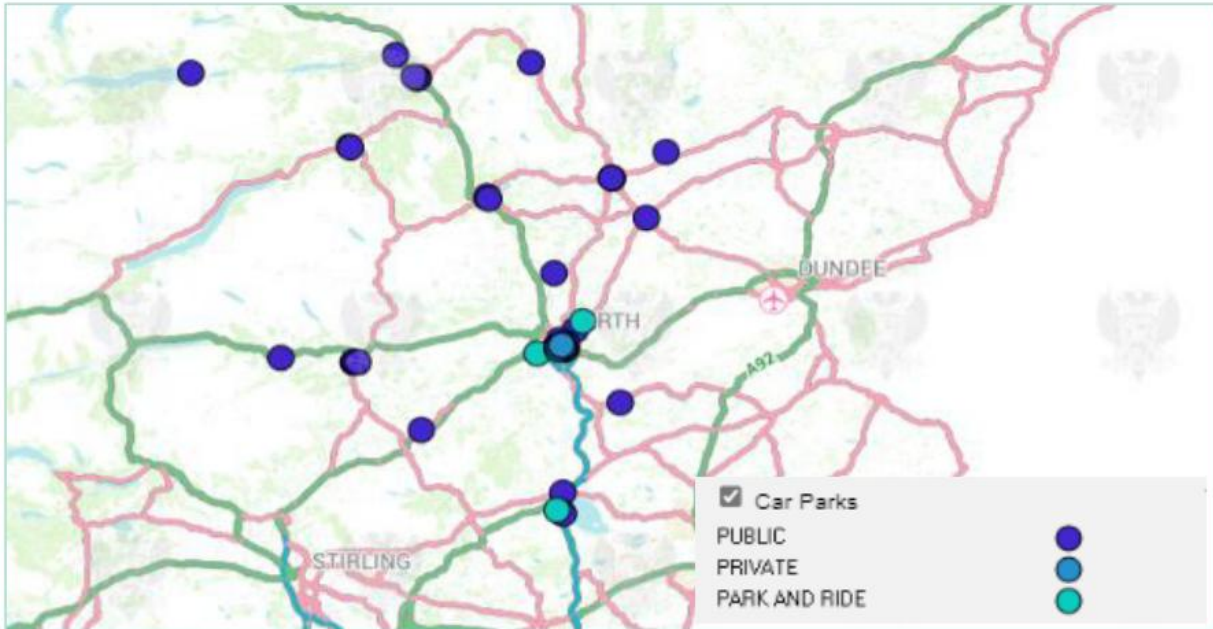 DUNDEE
RTH
A92
STIRLING
Car Parks
PUBLIC
PRIVATE
PARK AND RIDE